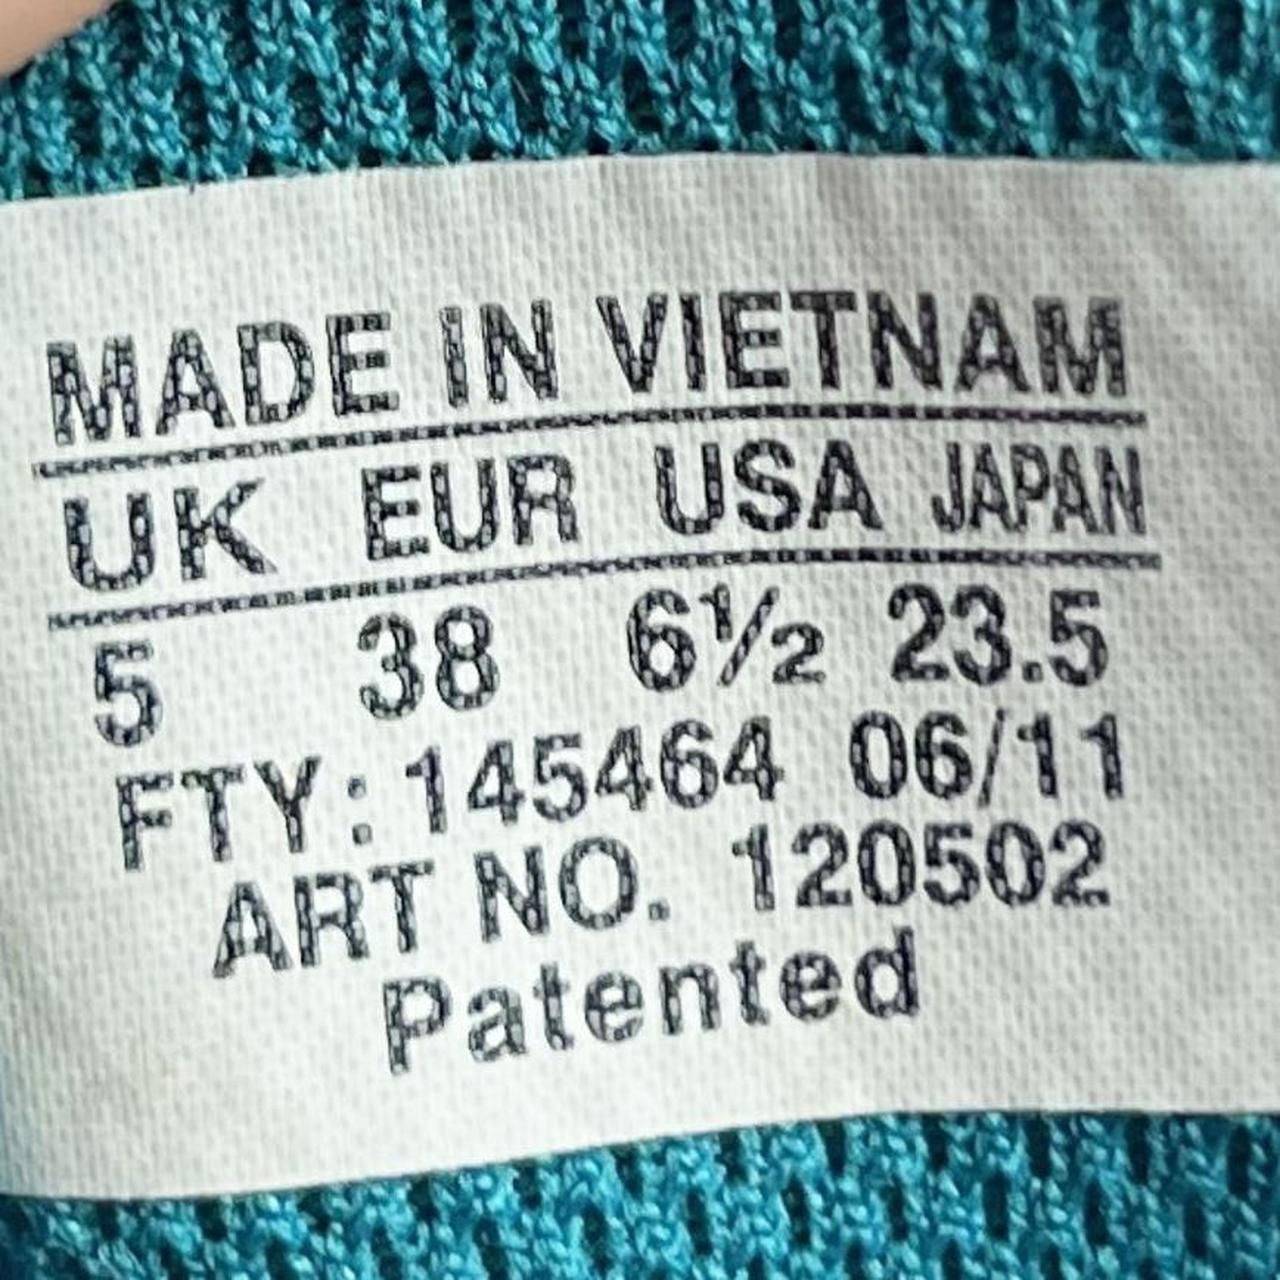 MADE IN VIETNAM
UK EUR USA JAPAN
5 38 6½ 23.5
FTY: 145464 06/11
ART NO. 120502
Patented